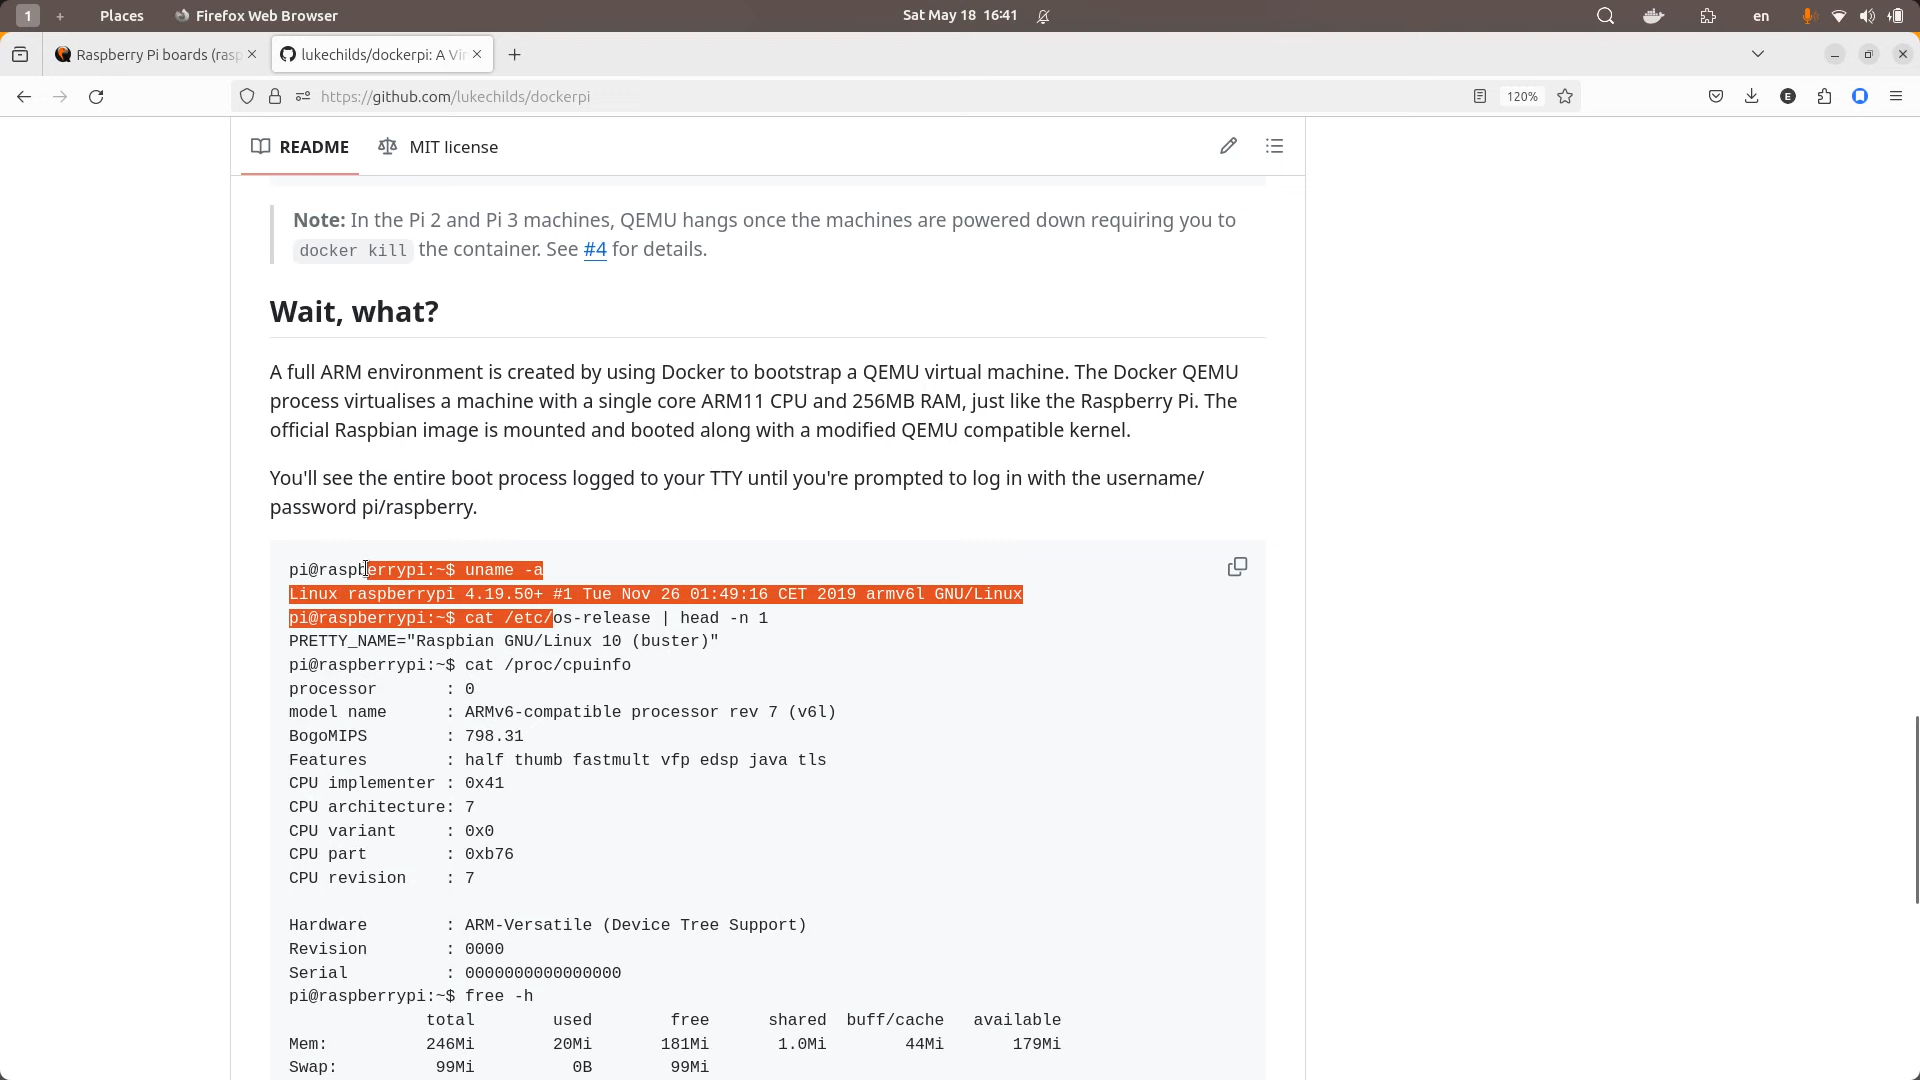 1 + Places Firefox Web Browser Sat May 18 16:41 en
Raspberry Pi boards (rasp lukechilds/dockerpi: A Vir
https://github.com/lukechilds/dockerpi 120% E
README MIT license
Note: In the Pi 2 and Pi 3 machines, QEMU hangs once the machines are powered down requiring you to
docker kill the container. See #4 for details.
Wait, what?
A full ARM environment is created by using Docker to bootstrap a QEMU virtual machine. The Docker QEMU
process virtualises a machine with a single core ARM11 CPU and 256MB RAM, just like the Raspberry Pi. The
official Raspbian image is mounted and booted along with a modified QEMU compatible kernel.
You'll see the entire boot process logged to your TTY until you're prompted to log in with the username/
password pi/raspberry.
pi@raspberrypi:~$ uname -a
Linux raspberrypi 4.19.50+ #1 Tue Nov 26 01:49:16 CET 2019 armv6l GNU/Linux
pi@raspberrypi:~$ cat /etc/os-release | head -n 1
PRETTY_NAME="Raspbian GNU/Linux 10 (buster)"
pi@raspberrypi:~$ cat /proc/cpuinfo
processor : 0
model name : ARMv6-compatible processor rev 7 (v6l)
BogoMIPS : 798.31
Features : half thumb fastmult vfp edsp java tls
CPU implementer : 0x41
CPU architecture: 7
CPU variant : 0x0
CPU part : 0xb76
CPU revision : 7
Hardware : ARM-Versatile (Device Tree Support)
Revision : 0000
Serial : 0000000000000000
pi@raspberrypi:~$ free -h
total used free shared buff/cache available
Mem: 246Mi 20Mi 181Mi 1.0Mi 44Mi 179Mi
Swap: 99Mi 0B 99Mi